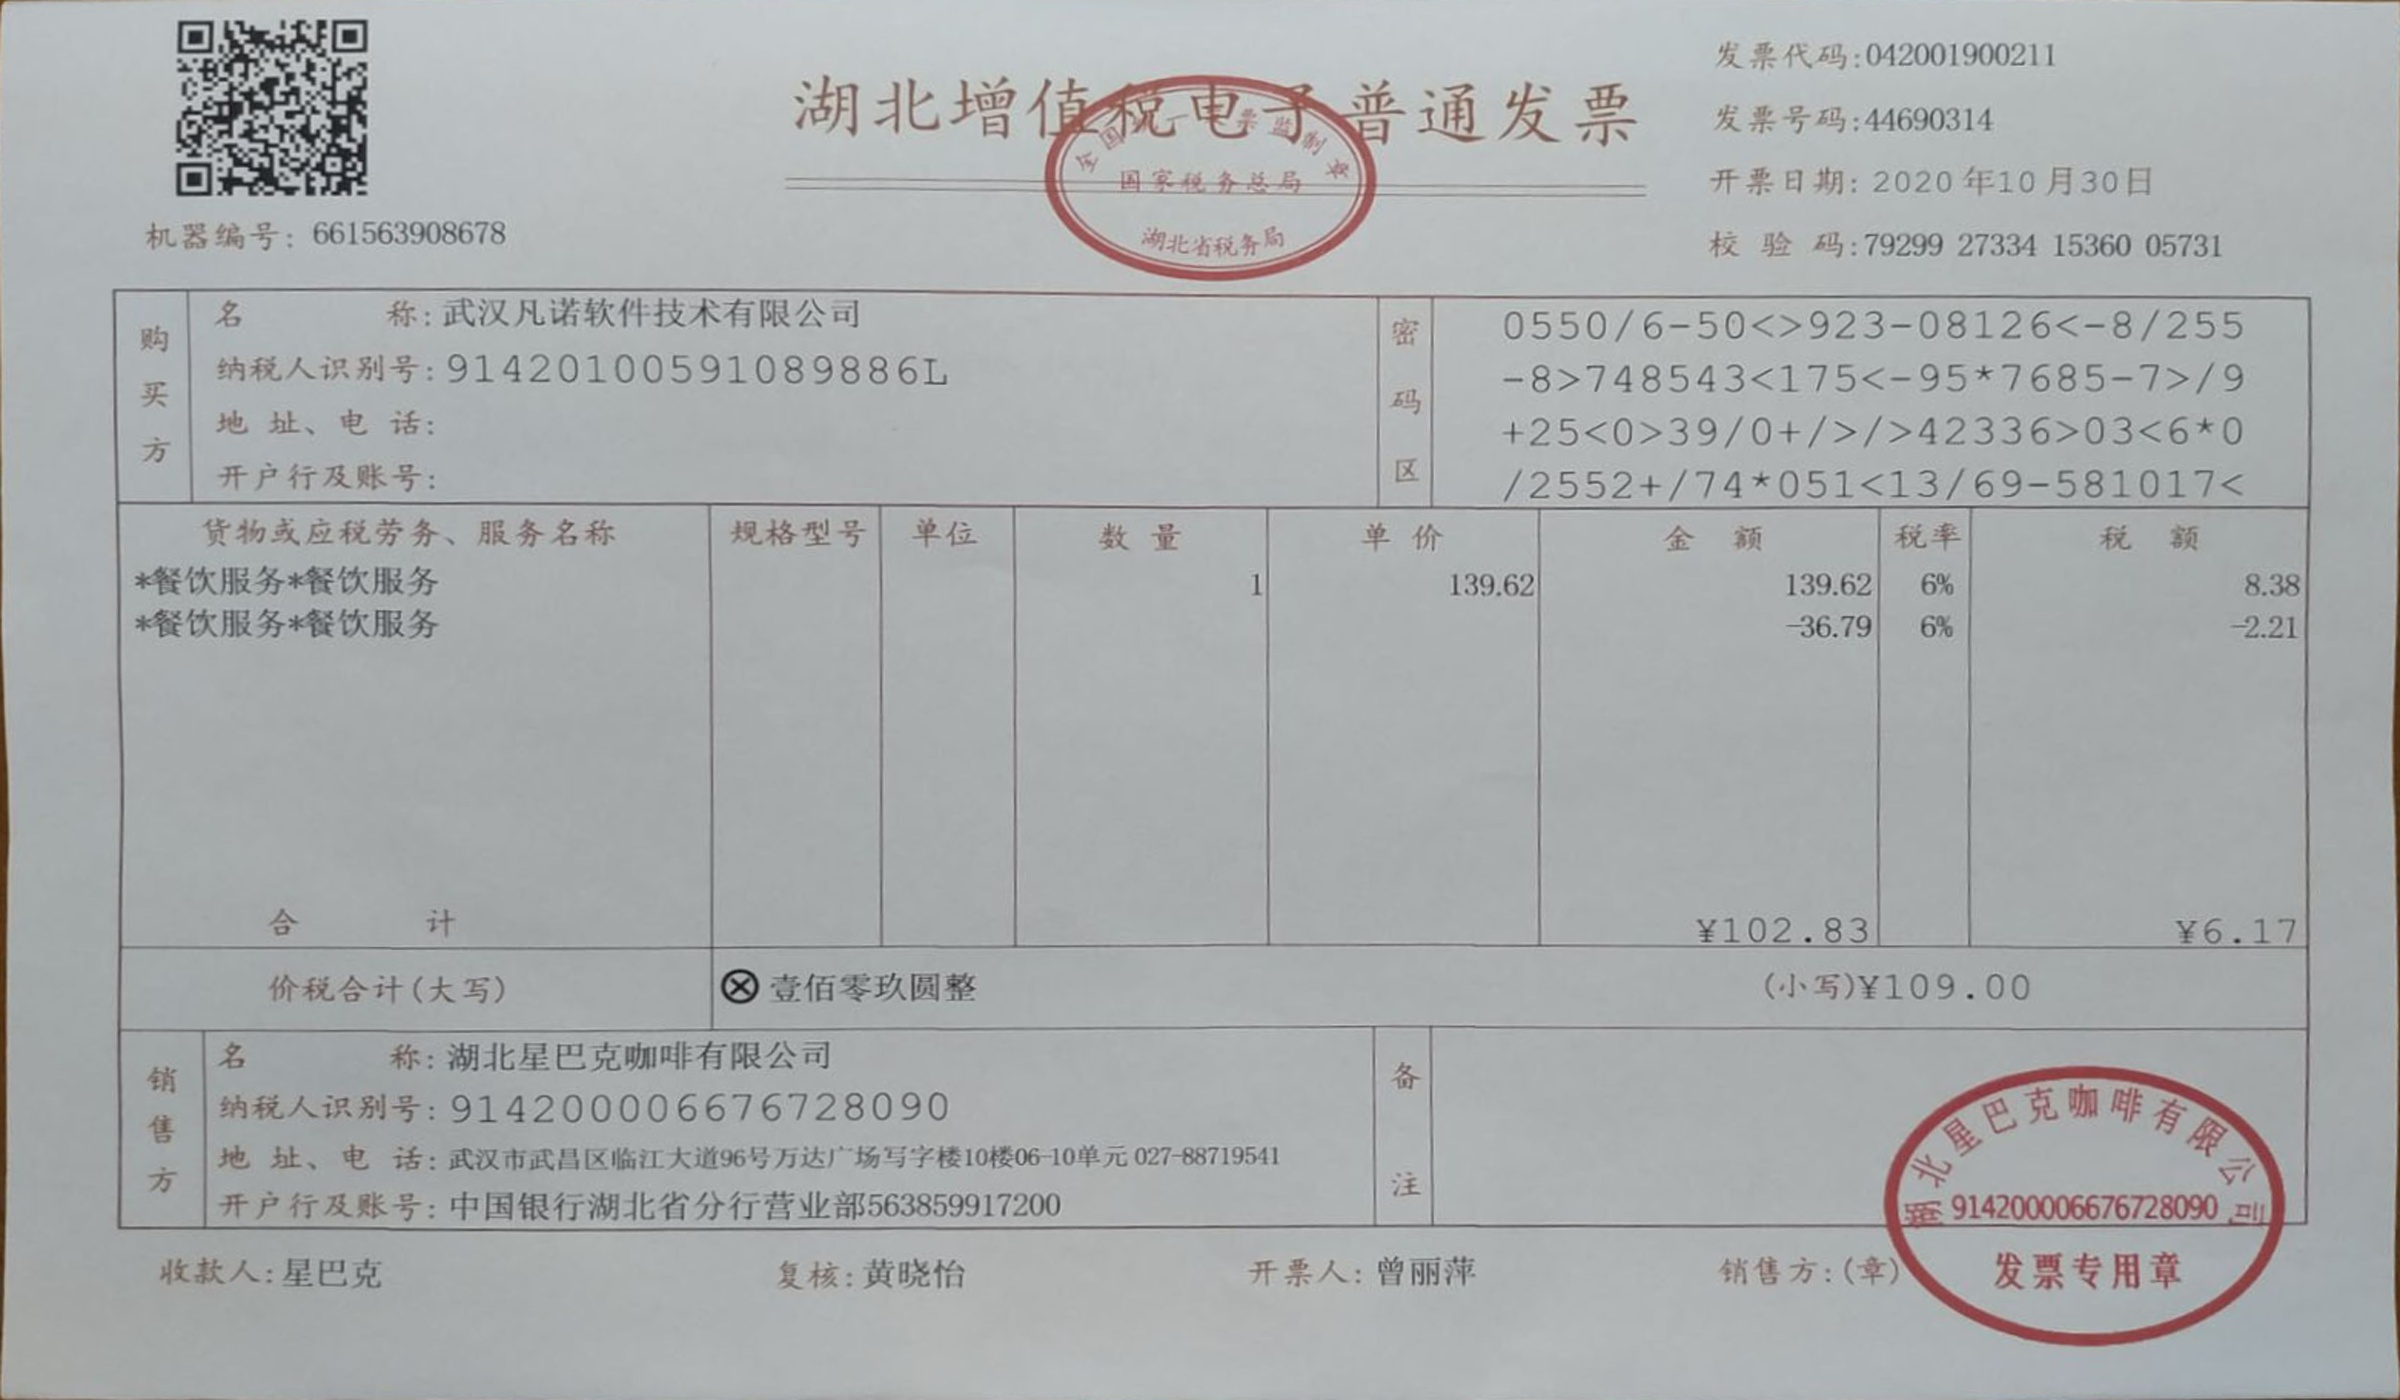 发票代码:042001900211
湖北增值税电子普通发票
发票号码:44690314
全国统一发票监制章
国家税务总局
湖北省税务局
开票日期: 2020年10月30日
机器编号: 661563908678
校 验 码:79299 27334 15360 05731
购买方
名 称: 武汉凡诺软件技术有限公司
纳税人识别号: 91420100591089886L
地 址、电 话:
开户行及账号:
密码区
0550/6-50<>923-08126<-8/255
-8>748543<175<-95*7685-7>/9
+25<0>39/0+/>/>42336>03<6*0
/2552+/74*051<13/69-581017<
货物或应税劳务、服务名称 规格型号 单位 数 量 单 价 金 额 税率 税 额
*餐饮服务*餐饮服务 1 139.62 139.62 6% 8.38
*餐饮服务*餐饮服务 -36.79 6% -2.21
合 计 ¥102.83 ¥6.17
价税合计(大写) ⊗壹佰零玖圆整 (小写)¥109.00
销售方
名 称: 湖北星巴克咖啡有限公司
纳税人识别号: 914200006676728090
地 址、电 话: 武汉市武昌区临江大道96号万达广场写字楼10楼06-10单元 027-88719541
开户行及账号: 中国银行湖北省分行营业部563859917200
备注
湖北星巴克咖啡有限公司
914200006676728090
发票专用章
收款人: 星巴克 复核: 黄晓怡 开票人: 曾丽萍 销售方: (章)